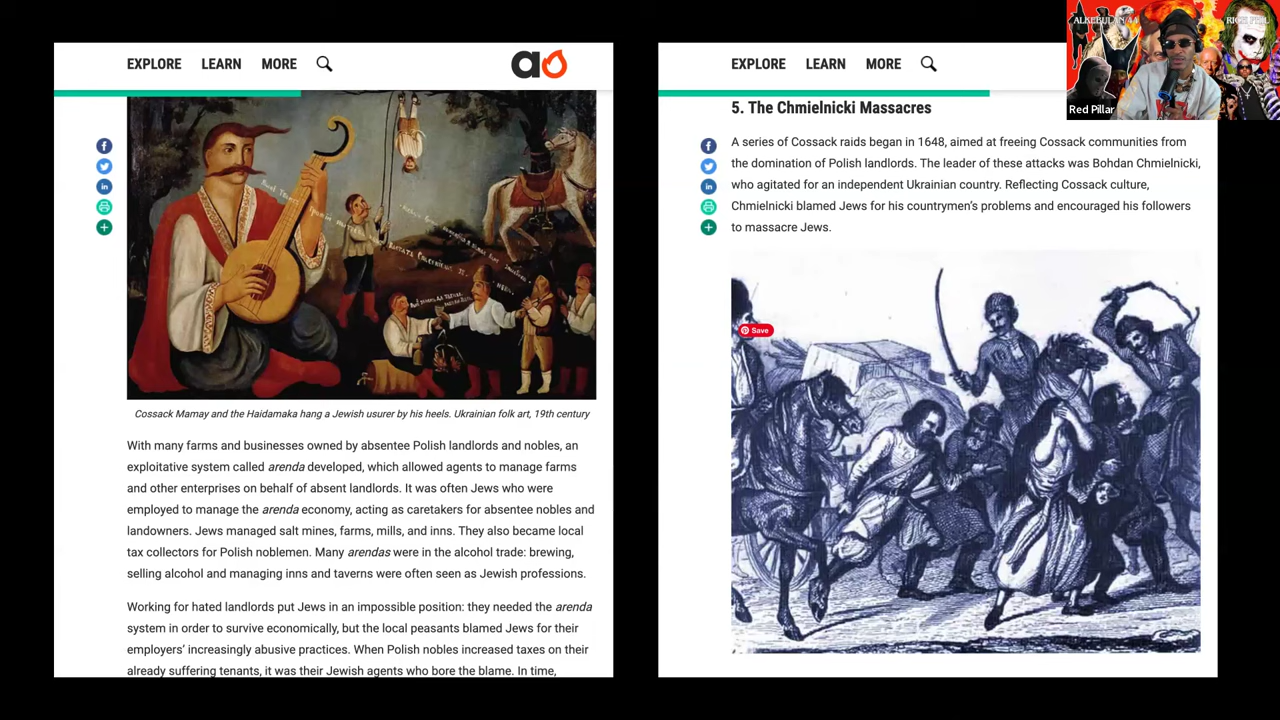 EXPLORE LEARN MORE
ao
Cossack Mamay and the Haidamaka hang a Jewish usurer by his heels. Ukrainian folk art, 19th century
With many farms and businesses owned by absentee Polish landlords and nobles, an
exploitative system called arenda developed, which allowed agents to manage farms
and other enterprises on behalf of absent landlords. It was often Jews who were
employed to manage the arenda economy, acting as caretakers for absentee nobles and
landowners. Jews managed salt mines, farms, mills, and inns. They also became local
tax collectors for Polish noblemen. Many arendas were in the alcohol trade: brewing,
selling alcohol and managing inns and taverns were often seen as Jewish professions.
Working for hated landlords put Jews in an impossible position: they needed the arenda
system in order to survive economically, but the local peasants blamed Jews for their
employers' increasingly abusive practices. When Polish nobles increased taxes on their
already suffering tenants, it was their Jewish agents who bore the blame. In time,
EXPLORE LEARN MORE
5. The Chmielnicki Massacres
A series of Cossack raids began in 1648, aimed at freeing Cossack communities from
the domination of Polish landlords. The leader of these attacks was Bohdan Chmielnicki,
who agitated for an independent Ukrainian country. Reflecting Cossack culture,
Chmielnicki blamed Jews for his countrymen's problems and encouraged his followers
to massacre Jews.
Save
Red Pillar